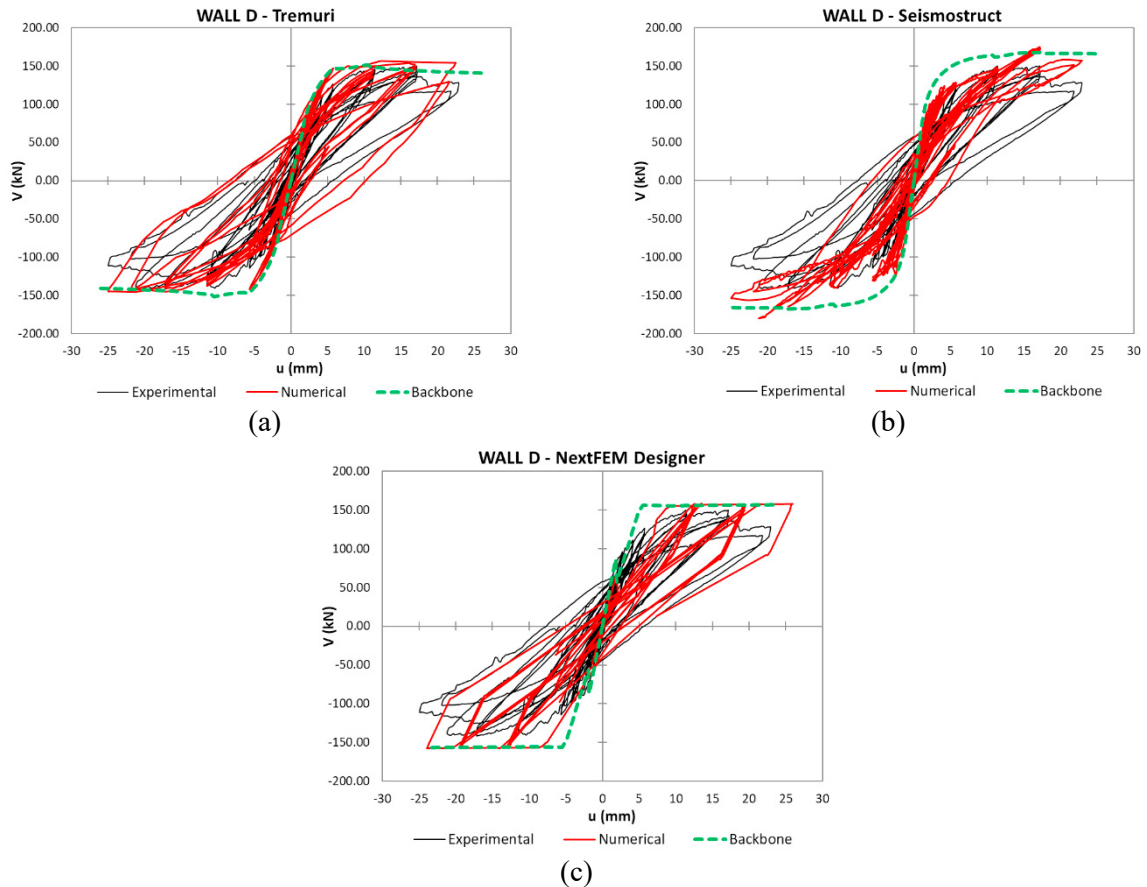 WALL D - Tremuri
200.00
150.00
100.00
50.00
0.00
-50.00
-100.00
-150.00
-200.00
V (kN)
-30 -25 -20 -15 -10 -5 0 5 10 15 20 25 30
u (mm)
Experimental Numerical Backbone
(a)
WALL D - Seismostruct
200.00
150.00
100.00
50.00
0.00
-50.00
-100.00
-150.00
-200.00
V (kN)
-30 -25 -20 -15 -10 -5 0 5 10 15 20 25 30
u (mm)
Experimental Numerical Backbone
(b)
WALL D - NextFEM Designer
200.00
150.00
100.00
50.00
0.00
-50.00
-100.00
-150.00
-200.00
V (kN)
-30 -25 -20 -15 -10 -5 0 5 10 15 20 25 30
u (mm)
Experimental Numerical Backbone
(c)